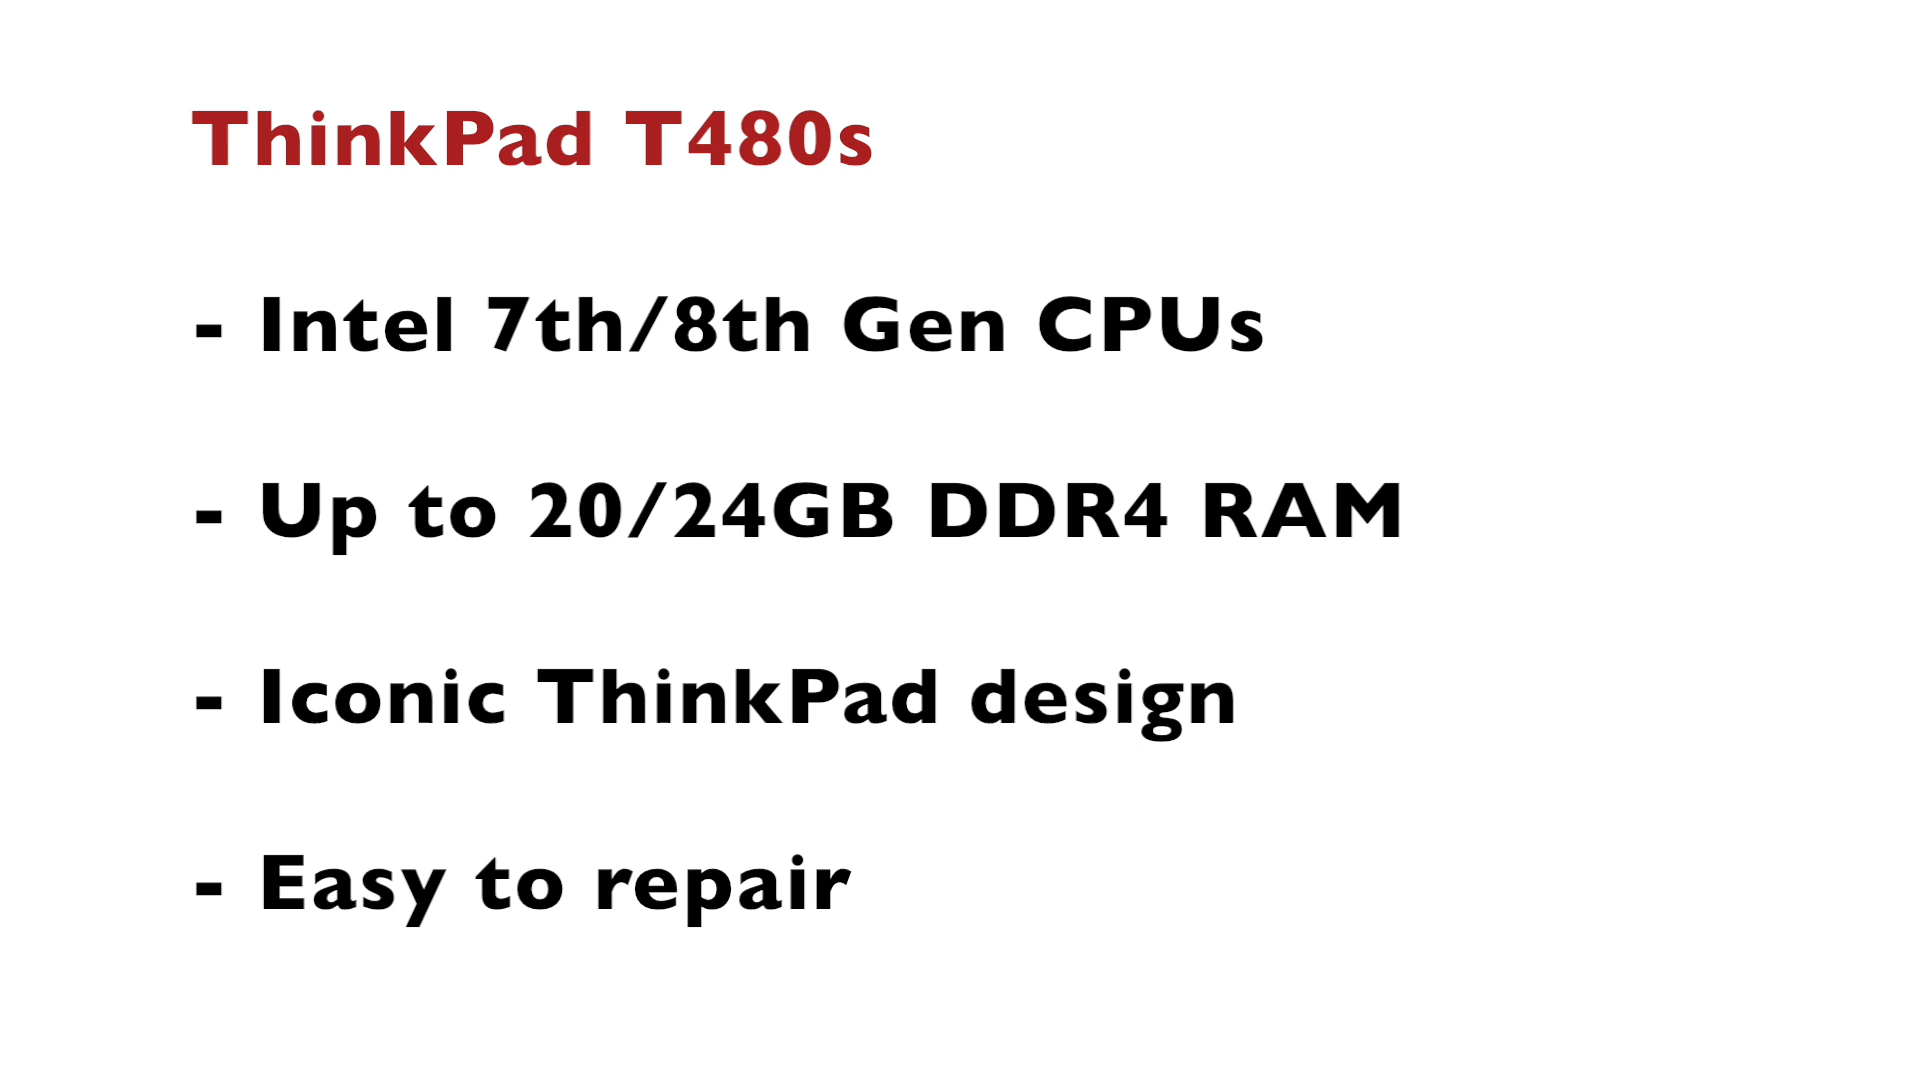 ThinkPad T480s
- Intel 7th/8th Gen CPUs
- Up to 20/24GB DDR4 RAM
- Iconic ThinkPad design
- Easy to repair